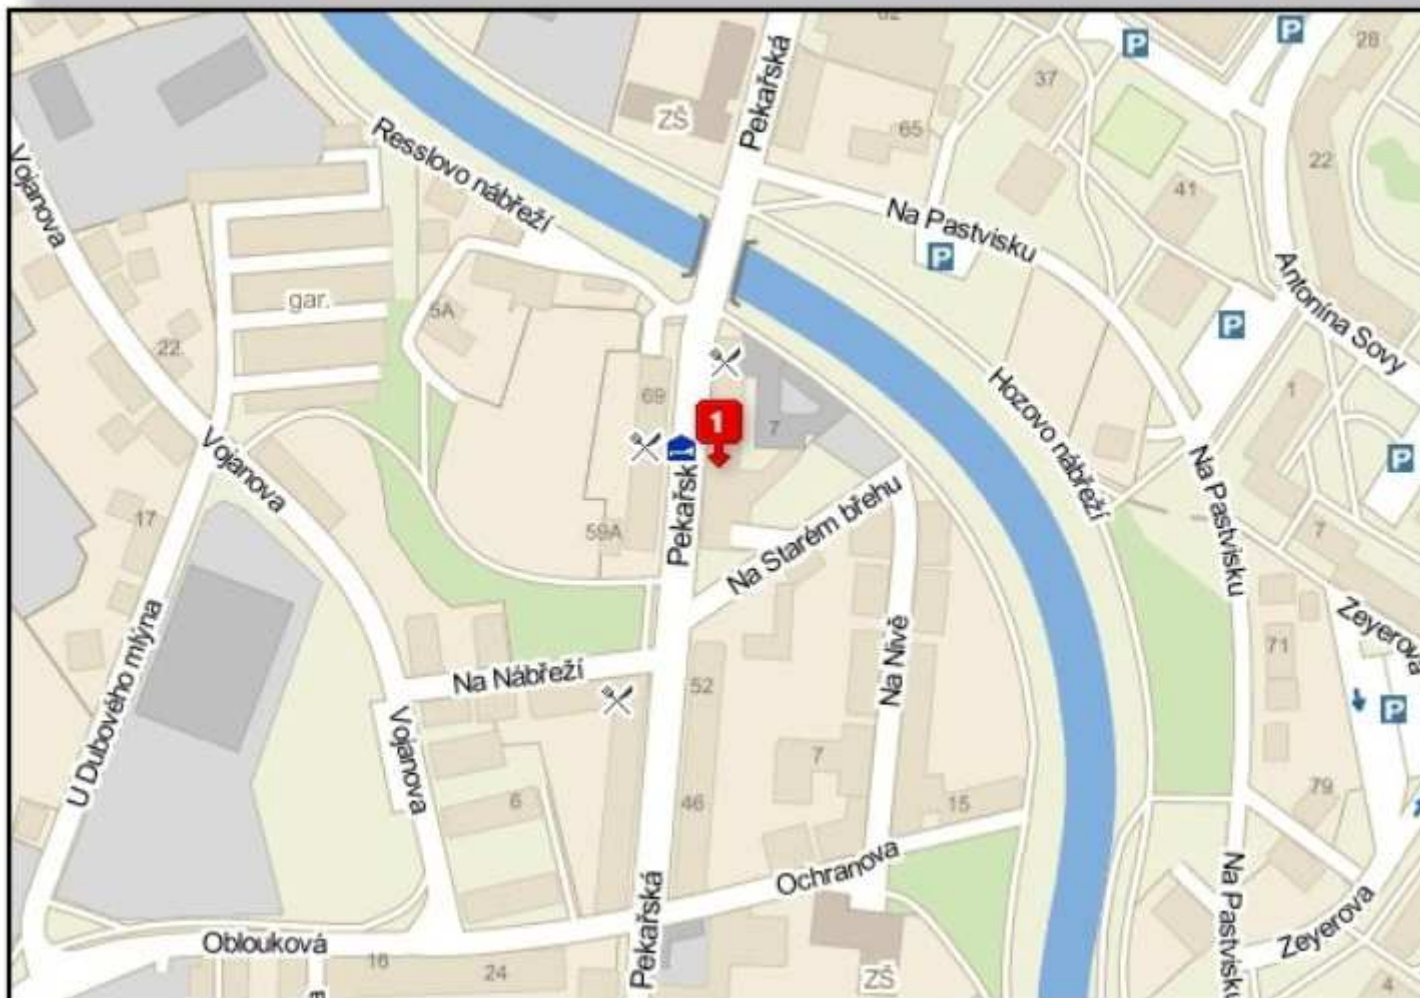 62
28
P
P
37
Pekařská
ZŠ
65
22
Vojanova
Resslovo nábřeží
41
Na Pastvisku
P
gar.
5A
P
Antonína Sovy
22
69
1
Hozovo nábřeží
1
7
Vojanova
Pekařsk
P
Na Pastvisku
17
59A
Na Starém břehu
7
U Dubového mlýna
Na Nábřeží
52
Na Nivě
71
Zeyerova
P
Vojanova
6
46
7
15
79
Ochranova
Pekařská
Na Pastvisku
Zeyerova
Oblouková
16
24
ZŠ
4